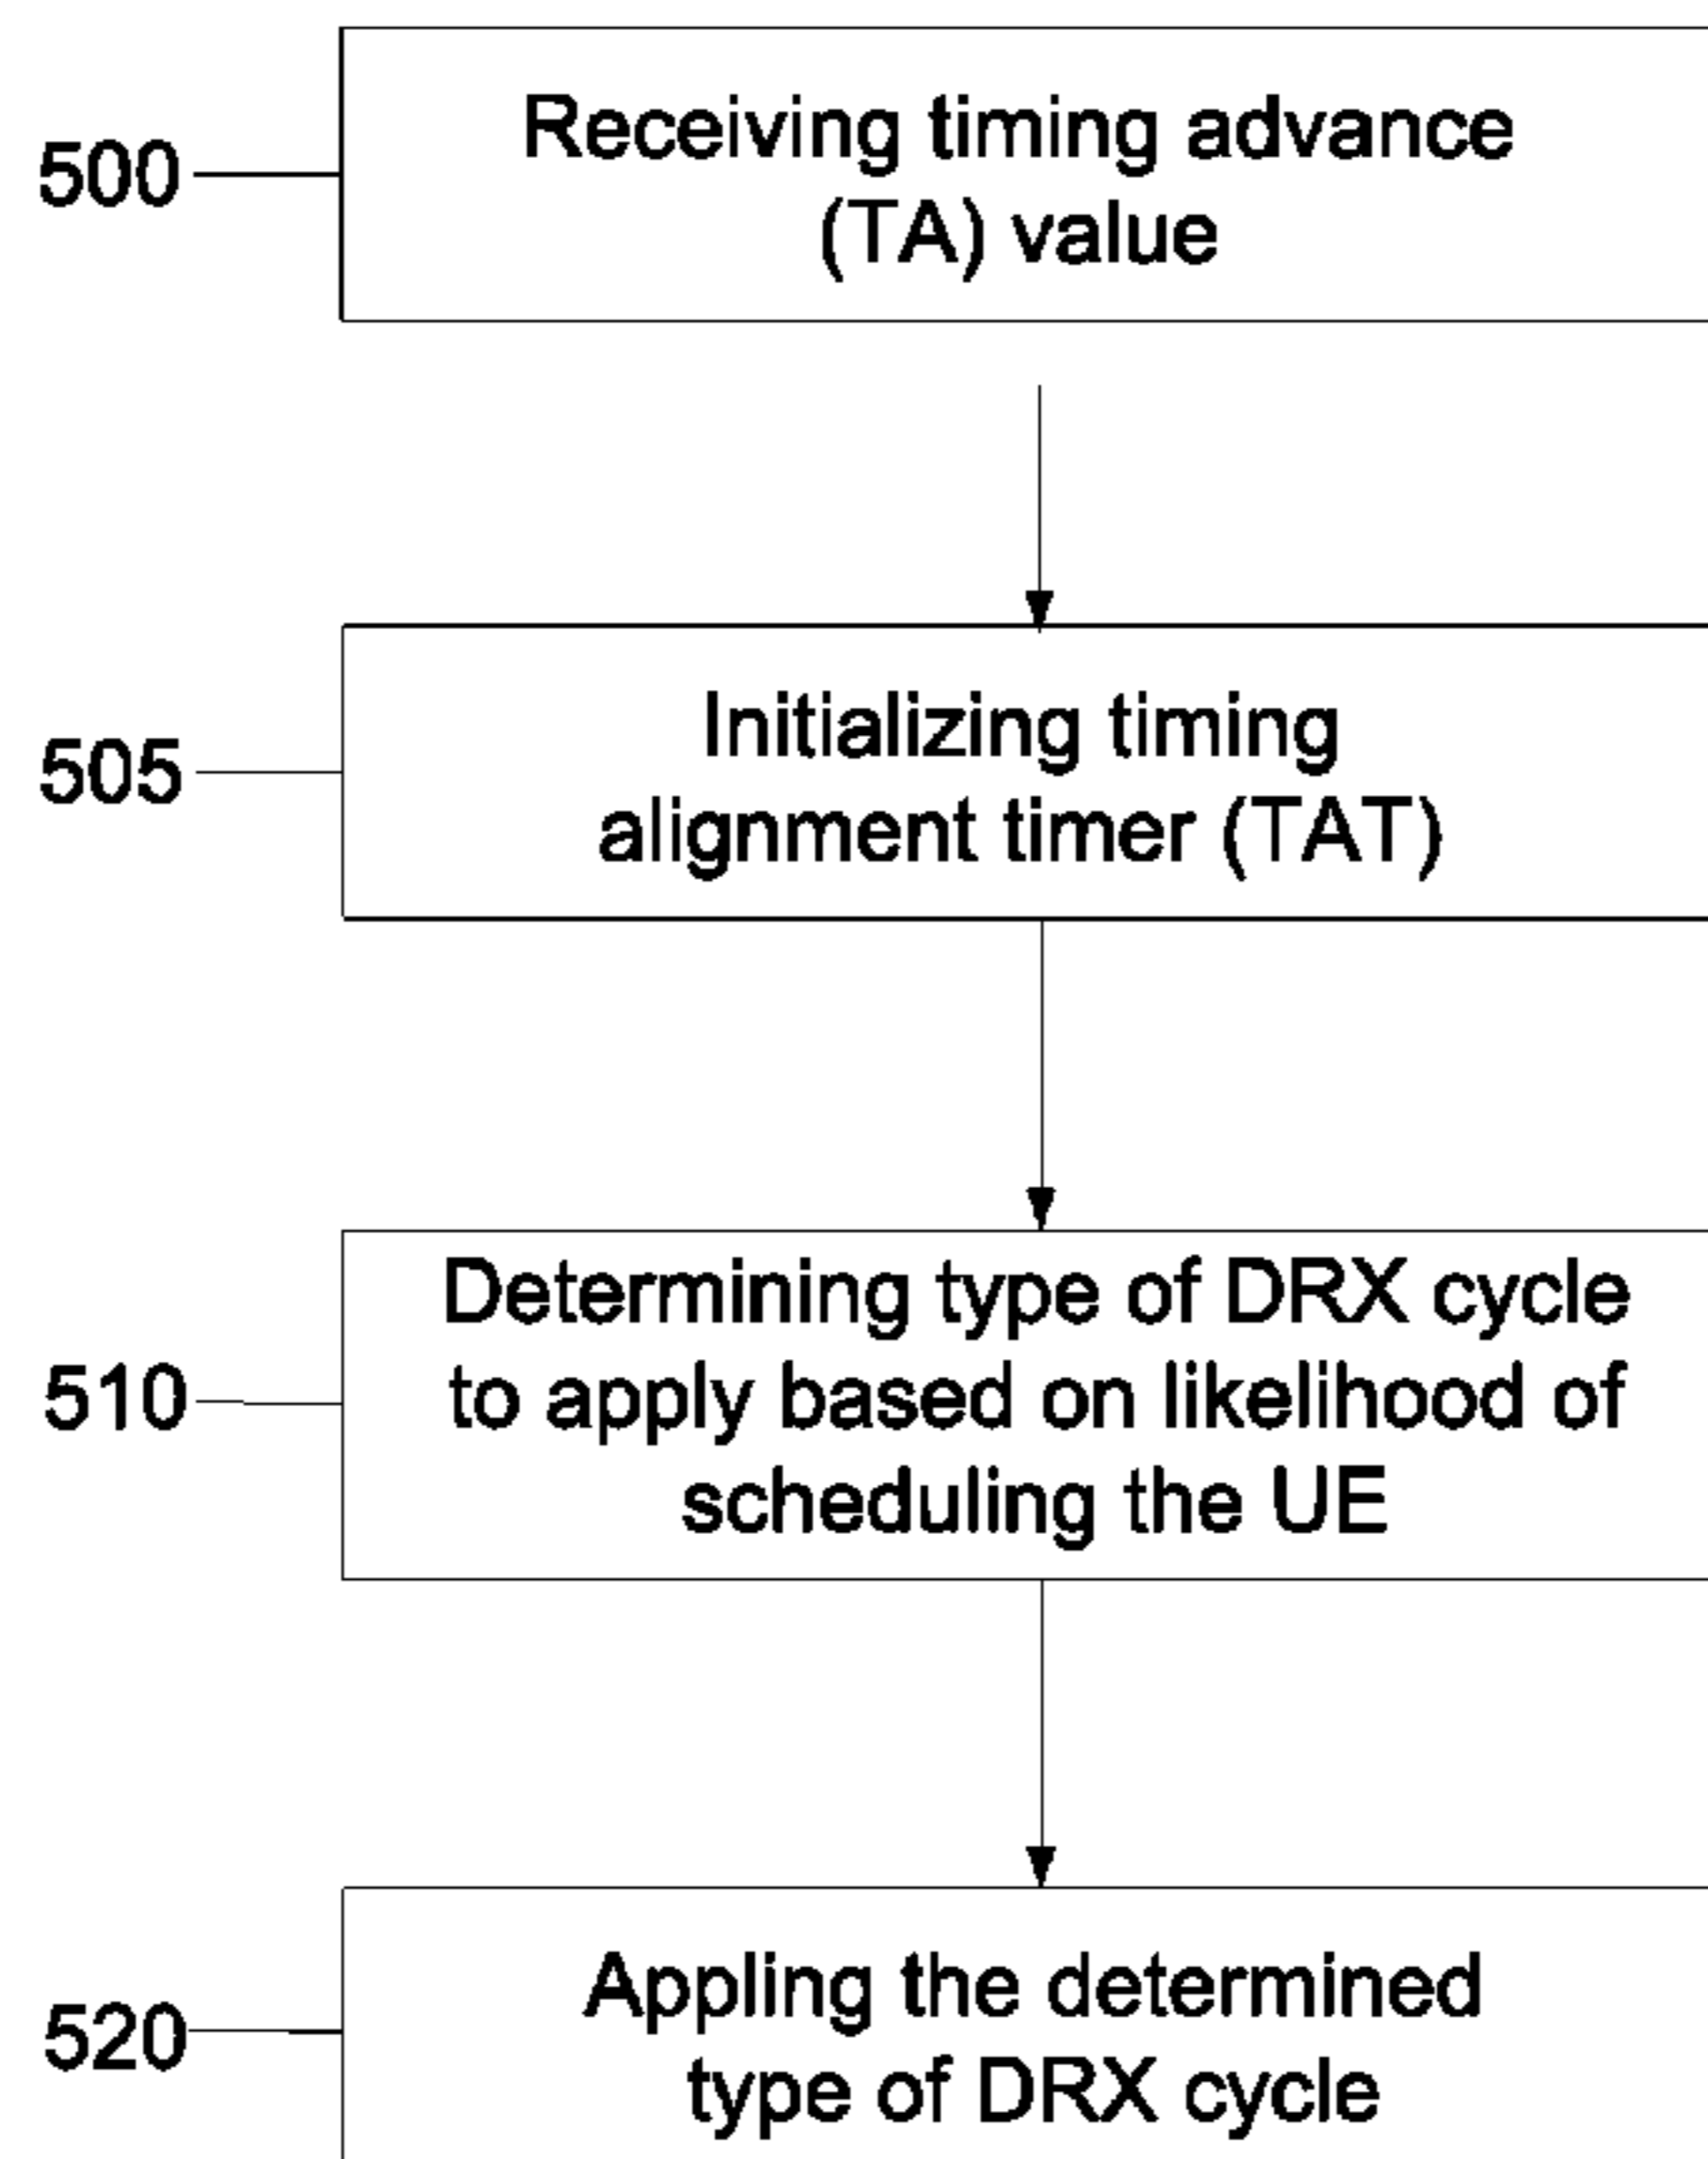 500
Receiving timing advance
(TA) value
505
Initializing timing
alignment timer (TAT)
510
Determining type of DRX cycle
to apply based on likelihood of
scheduling the UE
520
Appling the determined
type of DRX cycle